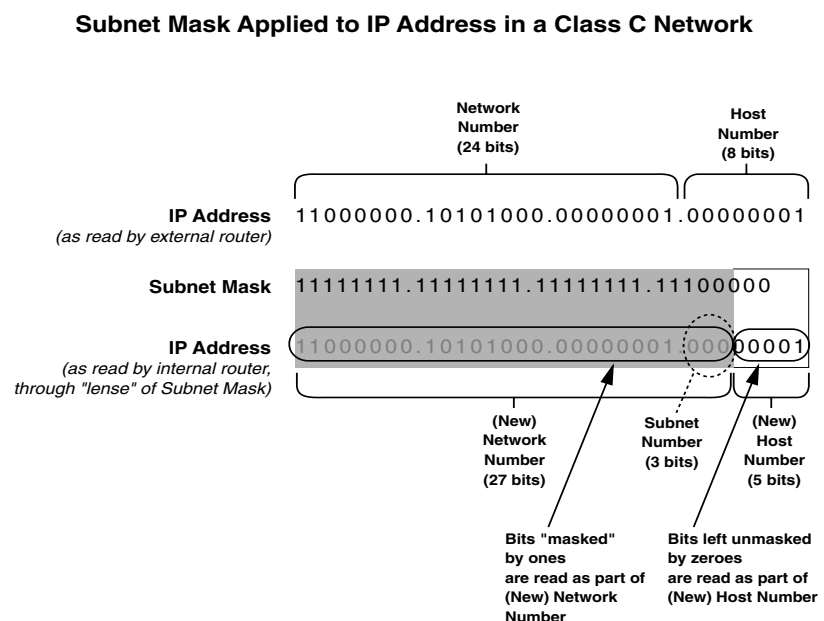 Subnet Mask Applied to IP Address in a Class C Network
Network
Number
(24 bits)
Host
Number
(8 bits)
IP Address
(as read by external router)
11000000.10101000.00000001.00000001
Subnet Mask
11111111.11111111.11111111.11100000
IP Address
(as read by internal router,
through "lense" of Subnet Mask)
11000000.10101000.00000001.00000001
(New)
Network
Number
(27 bits)
Subnet
Number
(3 bits)
(New)
Host
Number
(5 bits)
Bits "masked"
by ones
are read as part of
(New) Network
Number
Bits left unmasked
by zeroes
are read as part of
(New) Host Number